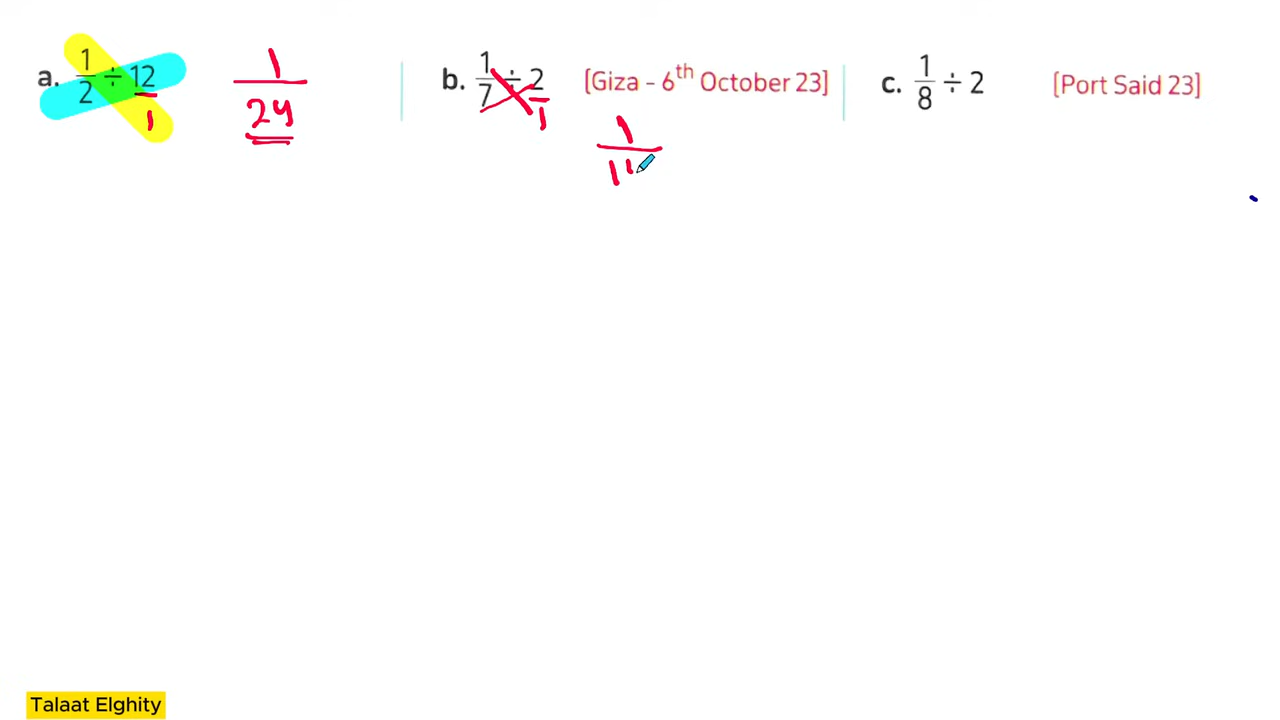 a. 1/2 ÷ 12/1 1/24
b. 1/7 ÷ 2/1 [Giza - 6th October 23] 1/
c. 1/8 ÷ 2 [Port Said 23]
Talaat Elghity